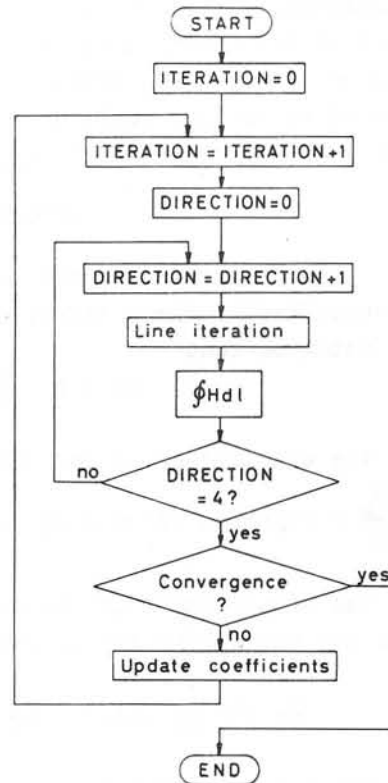 START
ITERATION=0
ITERATION = ITERATION+1
DIRECTION=0
DIRECTION = DIRECTION+1
Line iteration
∮Hdl
DIRECTION
= 4?
no
yes
Convergence
?
yes
no
Update coefficients
END